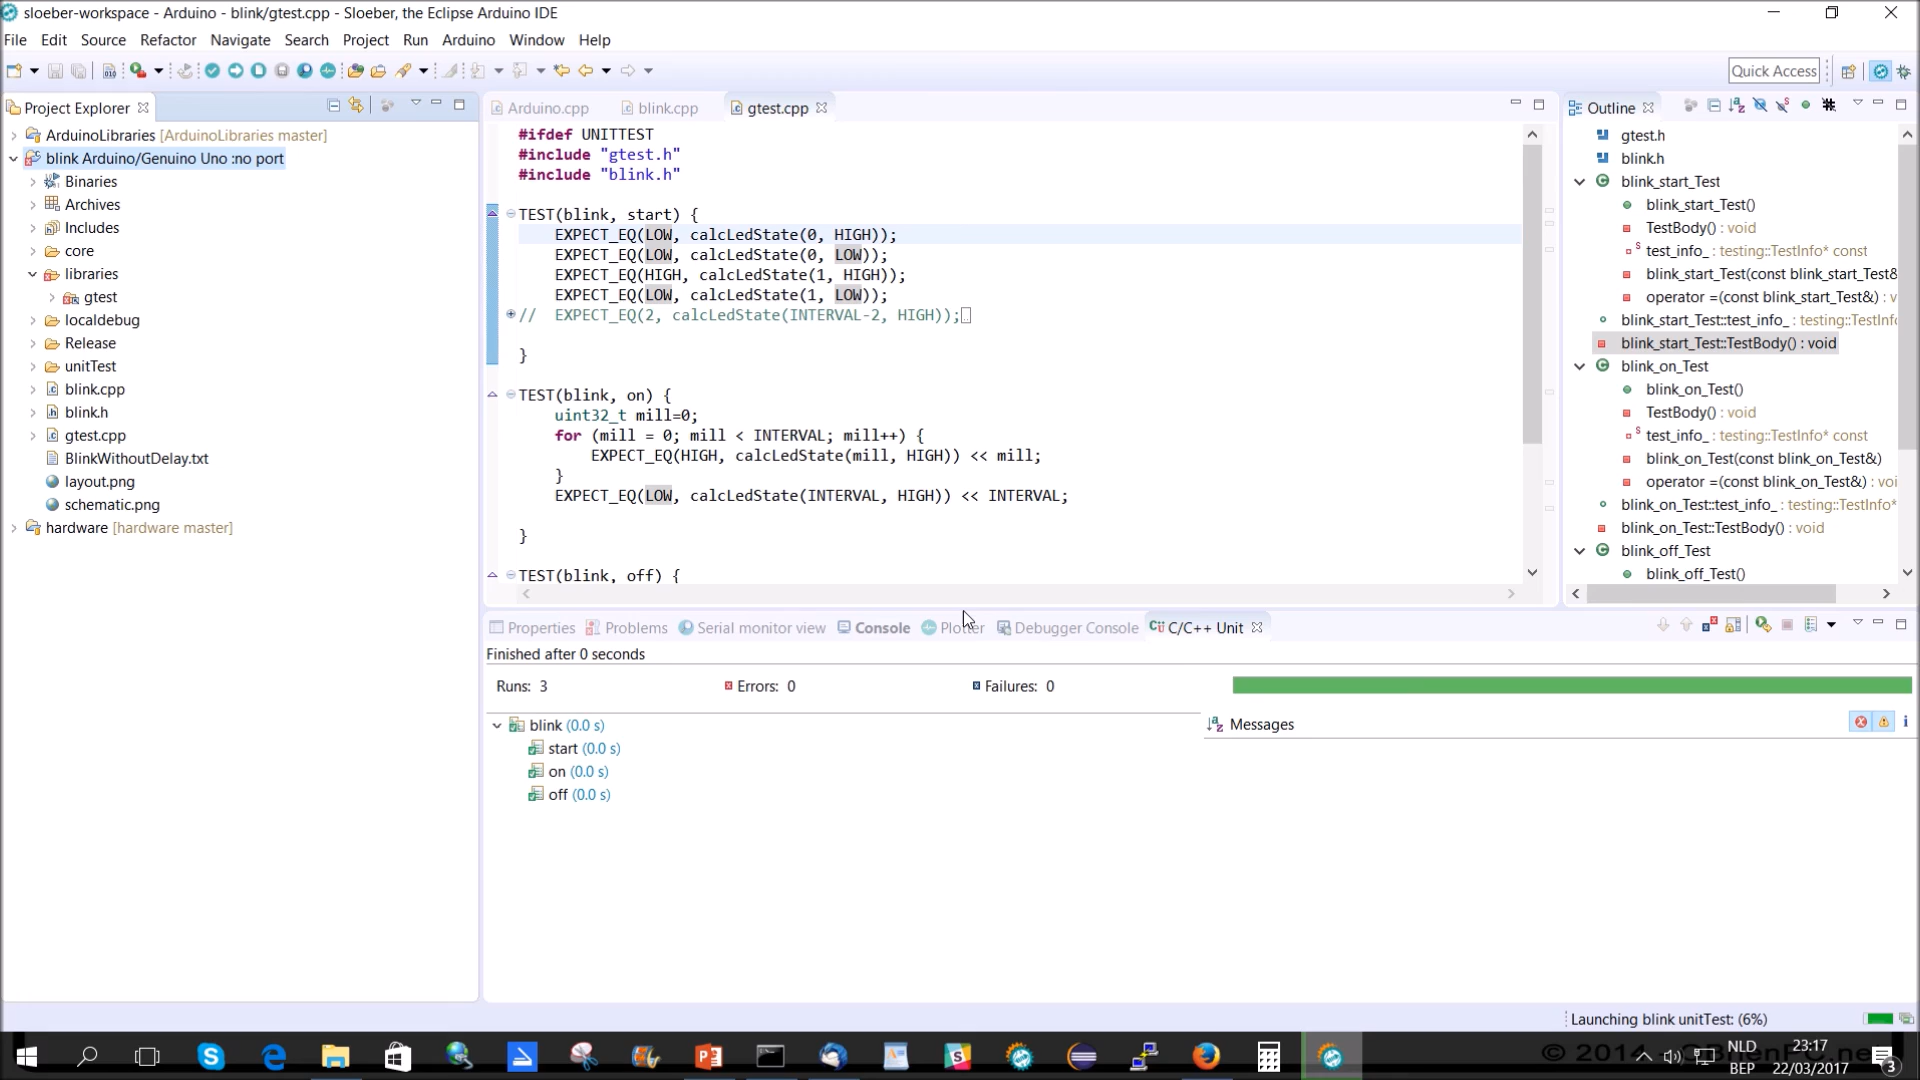 sloeber-workspace - Arduino - blink/gtest.cpp - Sloeber, the Eclipse Arduino IDE
File Edit Source Refactor Navigate Search Project Run Arduino Window Help
Quick Access
Project Explorer
ArduinoLibraries [ArduinoLibraries master]
blink Arduino/Genuino Uno :no port
Binaries
Archives
Includes
core
libraries
gtest
localdebug
Release
unitTest
blink.cpp
blink.h
gtest.cpp
BlinkWithoutDelay.txt
layout.png
schematic.png
hardware [hardware master]
Arduino.cpp blink.cpp gtest.cpp
#ifdef UNITTEST
#include "gtest.h"
#include "blink.h"
TEST(blink, start) {
EXPECT_EQ(LOW, calcLedState(0, HIGH));
EXPECT_EQ(LOW, calcLedState(0, LOW));
EXPECT_EQ(HIGH, calcLedState(1, HIGH));
EXPECT_EQ(LOW, calcLedState(1, LOW));
// EXPECT_EQ(2, calcLedState(INTERVAL-2, HIGH));
}
TEST(blink, on) {
uint32_t mill=0;
for (mill = 0; mill < INTERVAL; mill++) {
EXPECT_EQ(HIGH, calcLedState(mill, HIGH)) << mill;
}
EXPECT_EQ(LOW, calcLedState(INTERVAL, HIGH)) << INTERVAL;
}
TEST(blink, off) {
Outline
gtest.h
blink.h
blink_start_Test
blink_start_Test()
TestBody() : void
test_info_ : testing::TestInfo* const
blink_start_Test(const blink_start_Test&
operator =(const blink_start_Test&) : v
blink_start_Test::test_info_ : testing::TestInfo
blink_start_Test::TestBody() : void
blink_on_Test
blink_on_Test()
TestBody() : void
test_info_ : testing::TestInfo* const
blink_on_Test(const blink_on_Test&)
operator =(const blink_on_Test&) : voi
blink_on_Test::test_info_ : testing::TestInfo*
blink_on_Test::TestBody() : void
blink_off_Test
blink_off_Test()
Properties Problems Serial monitor view Console Plotter Debugger Console C/C++ Unit
Finished after 0 seconds
Runs: 3 Errors: 0 Failures: 0
blink (0.0 s)
start (0.0 s)
on (0.0 s)
off (0.0 s)
Messages
Launching blink unitTest: (6%)
NLD
BEP
23:17
22/03/2017
3